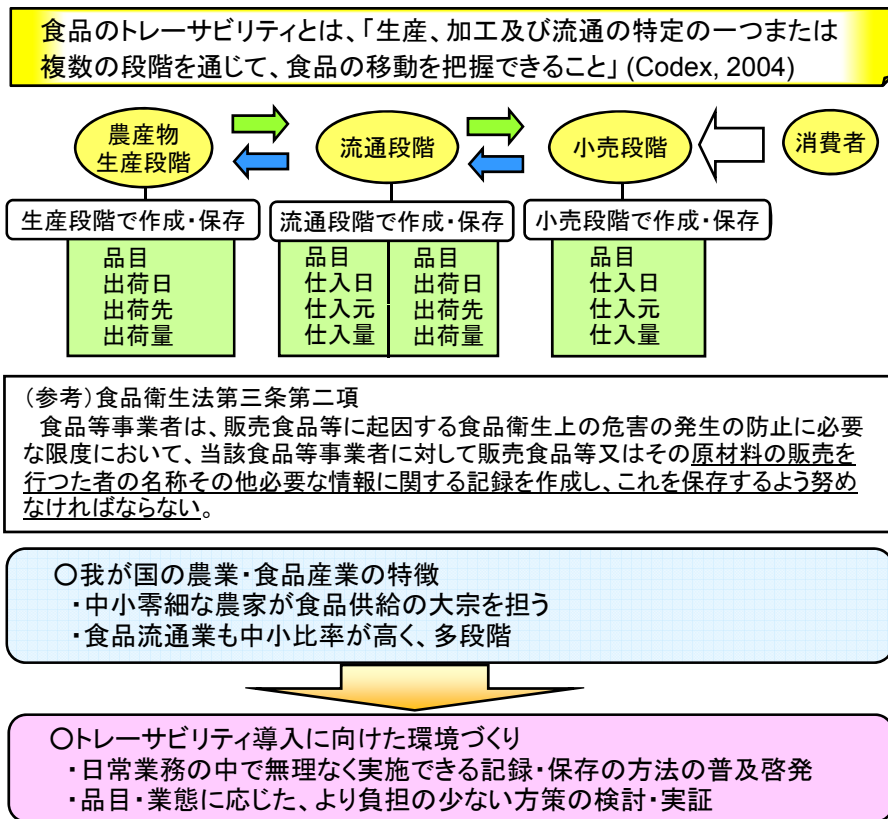 食品のトレーサビリティとは、「生産、加工及び流通の特定の一つまたは
複数の段階を通じて、食品の移動を把握できること」 (Codex, 2004)
農産物
生産段階
流通段階
小売段階
消費者
生産段階で作成・保存
流通段階で作成・保存
小売段階で作成・保存
品目
出荷日
出荷先
出荷量
品目
仕入日
仕入元
仕入量
品目
出荷日
出荷先
出荷量
品目
仕入日
仕入元
仕入量
（参考）食品衛生法第三条第二項
食品等事業者は、販売食品等に起因する食品衛生上の危害の発生の防止に必要
な限度において、当該食品等事業者に対して販売食品等又はその原材料の販売を
行つた者の名称その他必要な情報に関する記録を作成し、これを保存するよう努め
なければならない。
○我が国の農業・食品産業の特徴
・中小零細な農家が食品供給の大宗を担う
・食品流通業も中小比率が高く、多段階
○トレーサビリティ導入に向けた環境づくり
・日常業務の中で無理なく実施できる記録・保存の方法の普及啓発
・品目・業態に応じた、より負担の少ない方策の検討・実証